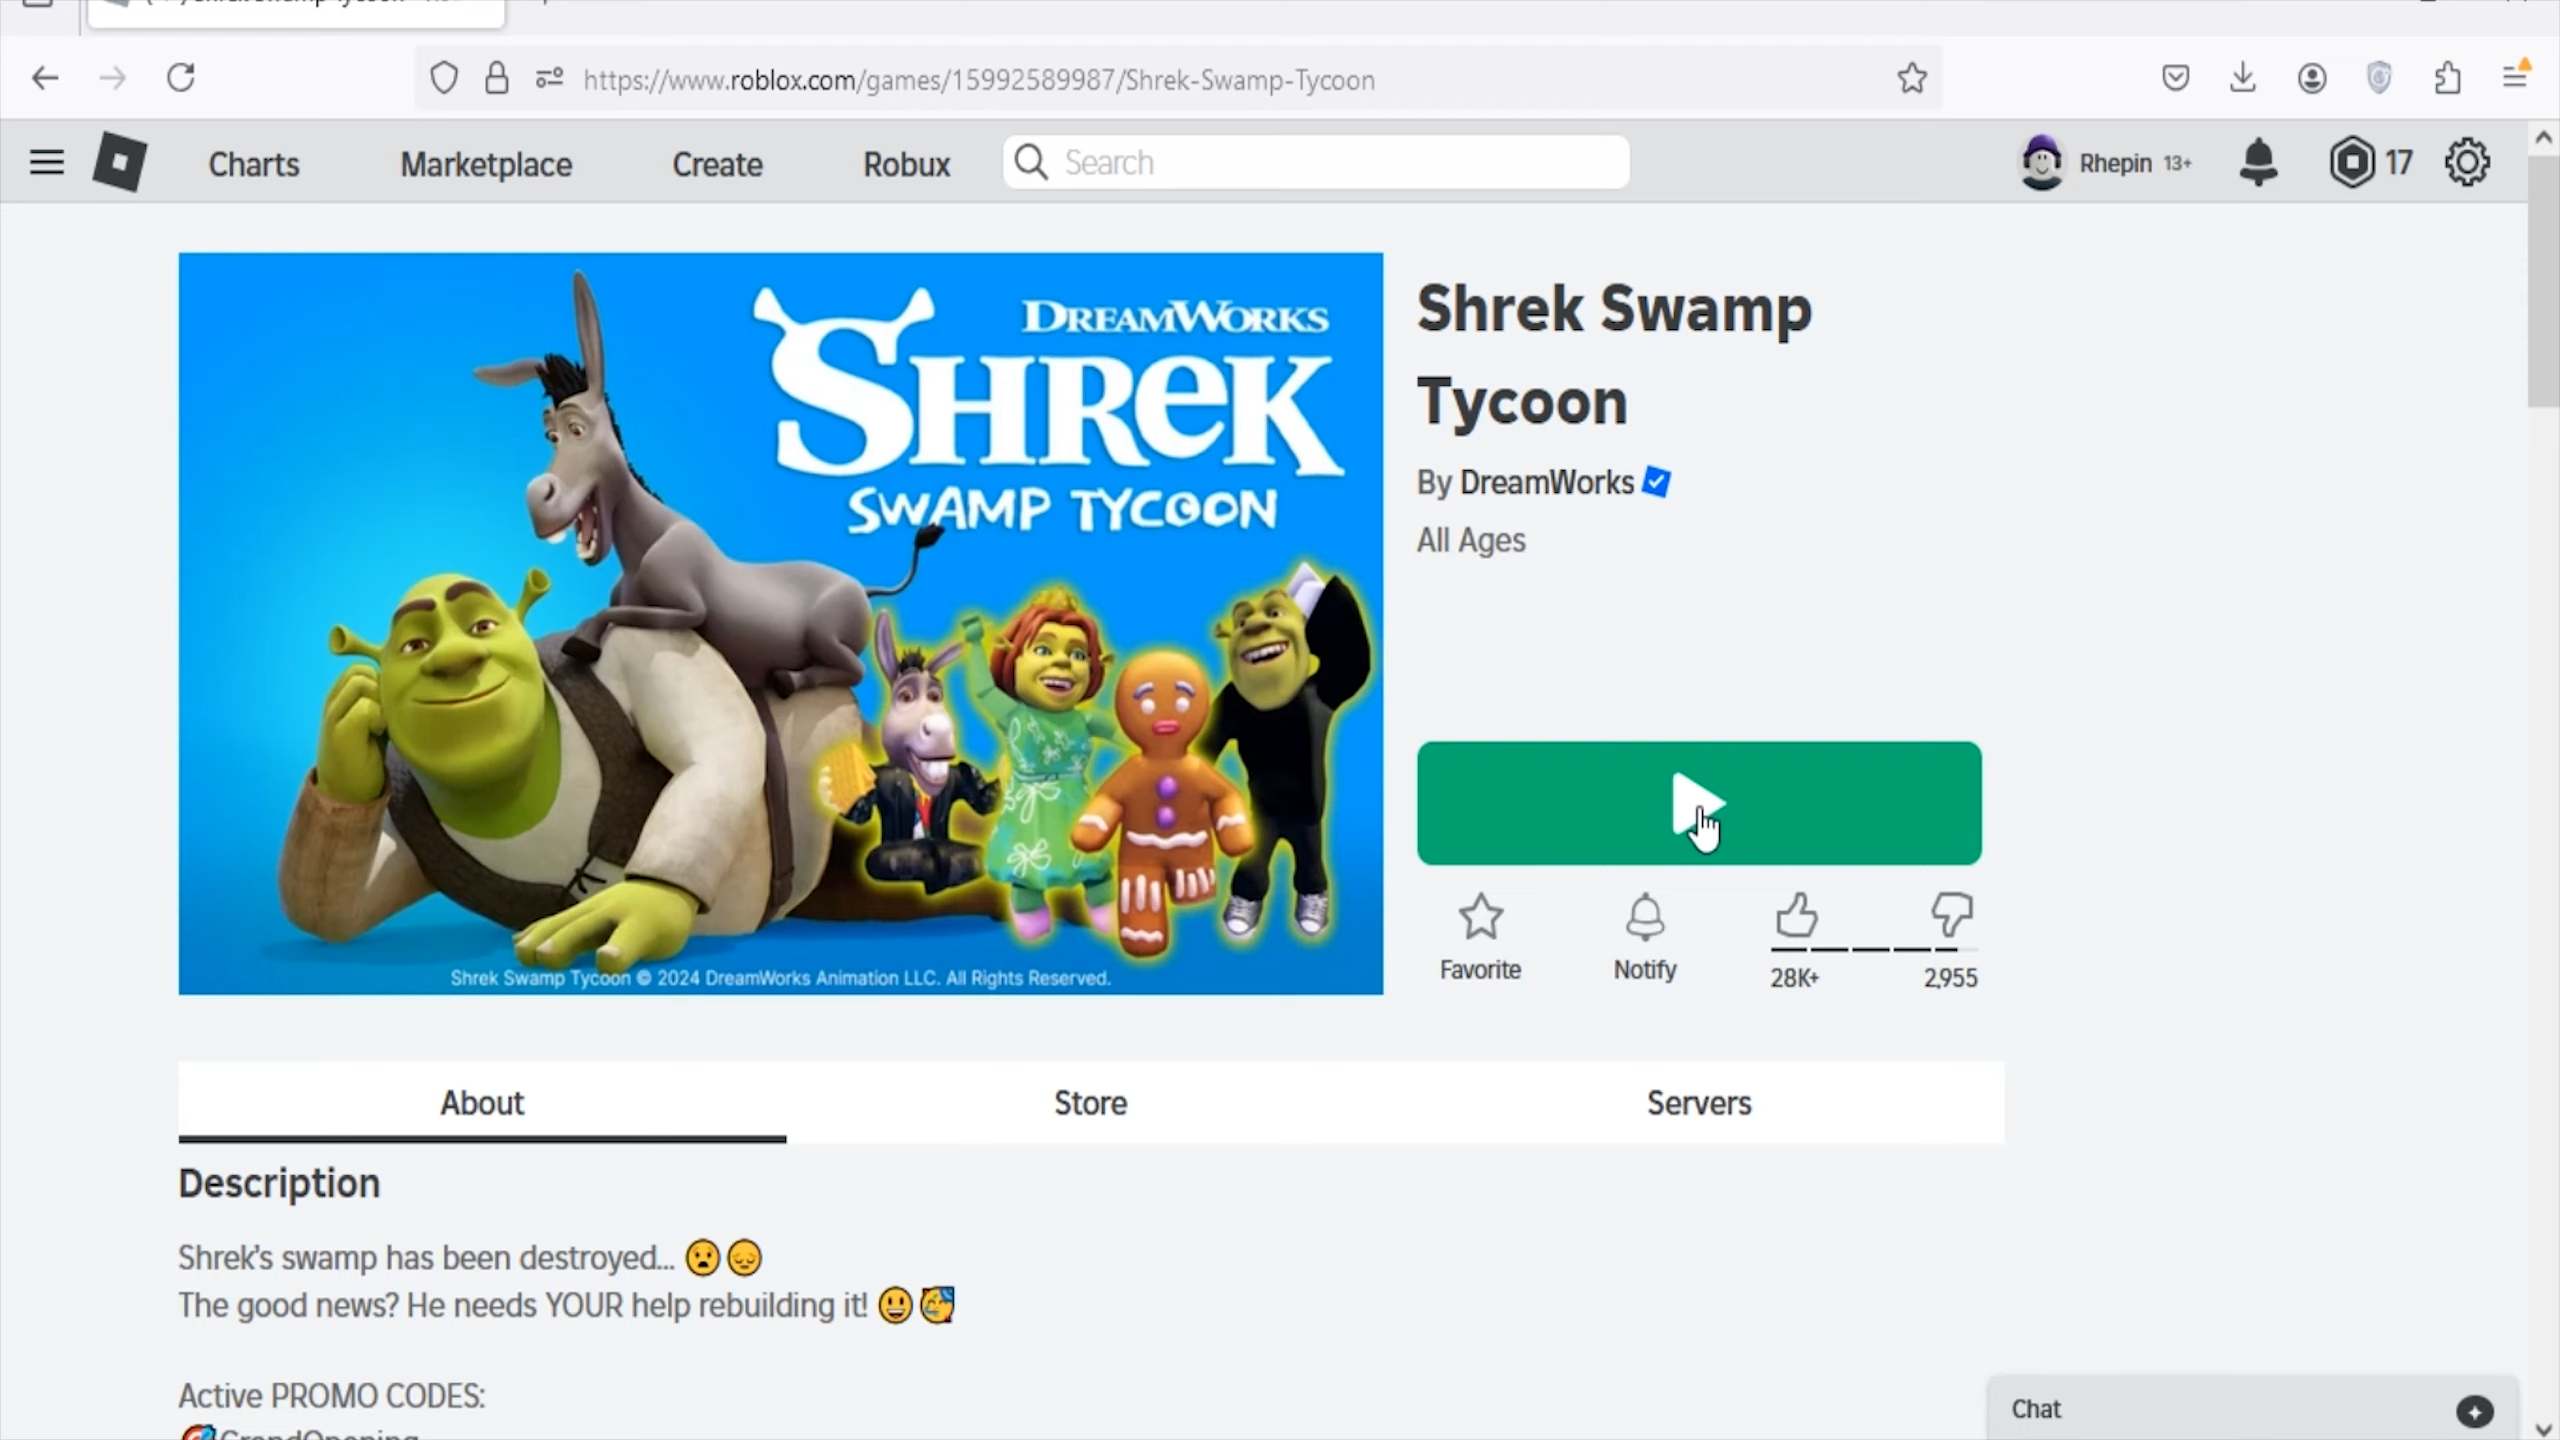 https://www.roblox.com/games/15992589987/Shrek-Swamp-Tycoon
Charts
Marketplace
Create
Robux
Search
Rhepin 13+
17
DREAMWORKS
SHREK
SWAMP TYCOON
Shrek Swamp Tycoon © 2024 DreamWorks Animation LLC. All Rights Reserved.
Shrek Swamp
Tycoon
By DreamWorks
All Ages
Favorite
Notify
28K+
2,955
About
Store
Servers
Description
Shrek's swamp has been destroyed... 😧😔
The good news? He needs YOUR help rebuilding it! 😃🥳
Active PROMO CODES:
GrandOpening
Chat